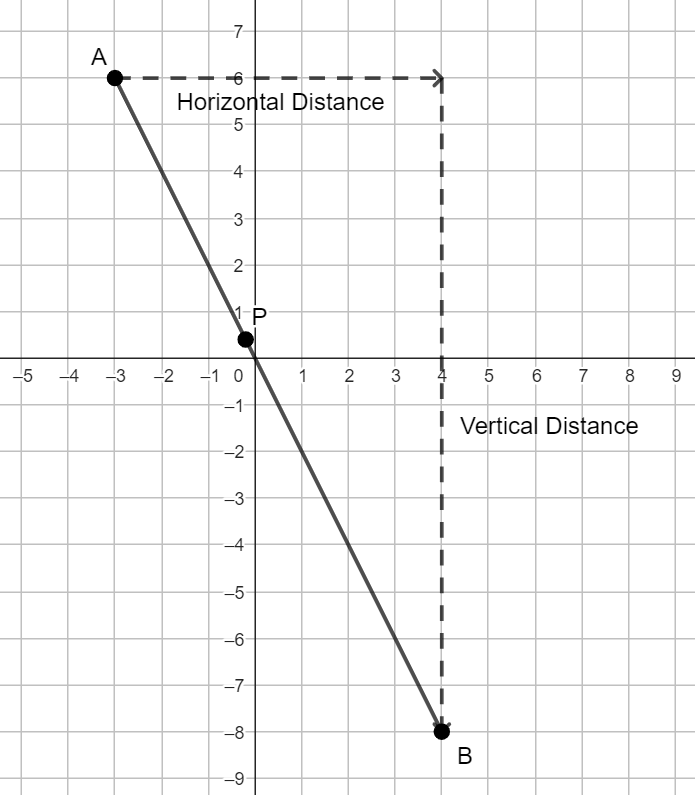 7
A
6
Horizontal Distance
5
4
3
2
1
P
–5 –4 –3 –2 –1 0 1 2 3 4 5 6 7 8 9
–1
Vertical Distance
–2
–3
–4
–5
–6
–7
–8
B
–9